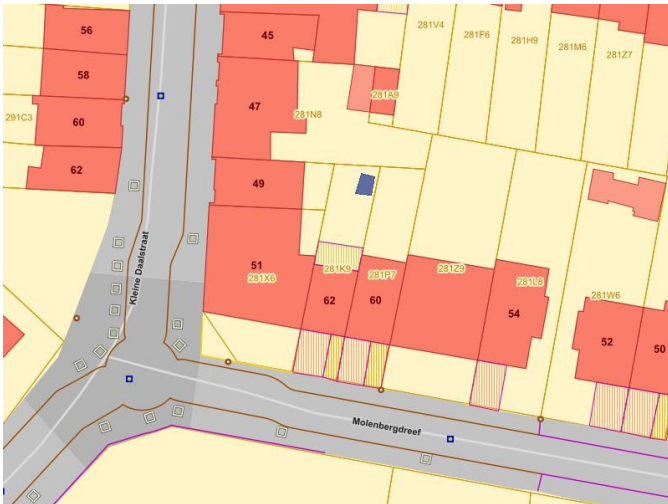 56
45
281V4
281F6
281H9
281M6
281Z7
58
281A9
47
281N8
60
291C3
62
49
Kleine Daalstraat
51
281X6
281K9
281P7
281Z9
281L8
281W6
62
60
54
52
50
Molenbergdreef